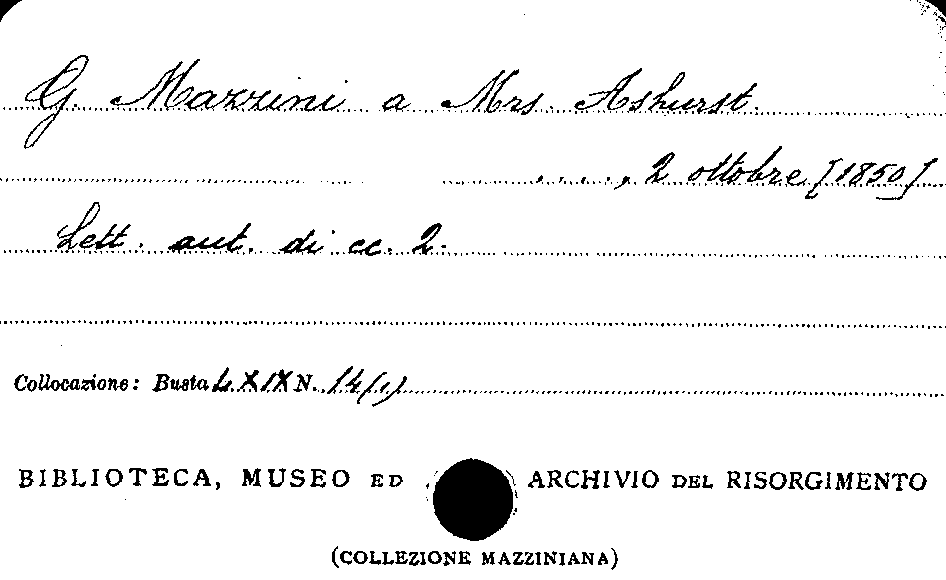 G. Mazzini a Mrs. Ashurst.
...., 2 ottobre [1850]
Lett. aut. di cc. 2.
Collocazione: Busta LXIX N. 14(1)
BIBLIOTECA, MUSEO ED ARCHIVIO DEL RISORGIMENTO
(COLLEZIONE MAZZINIANA)